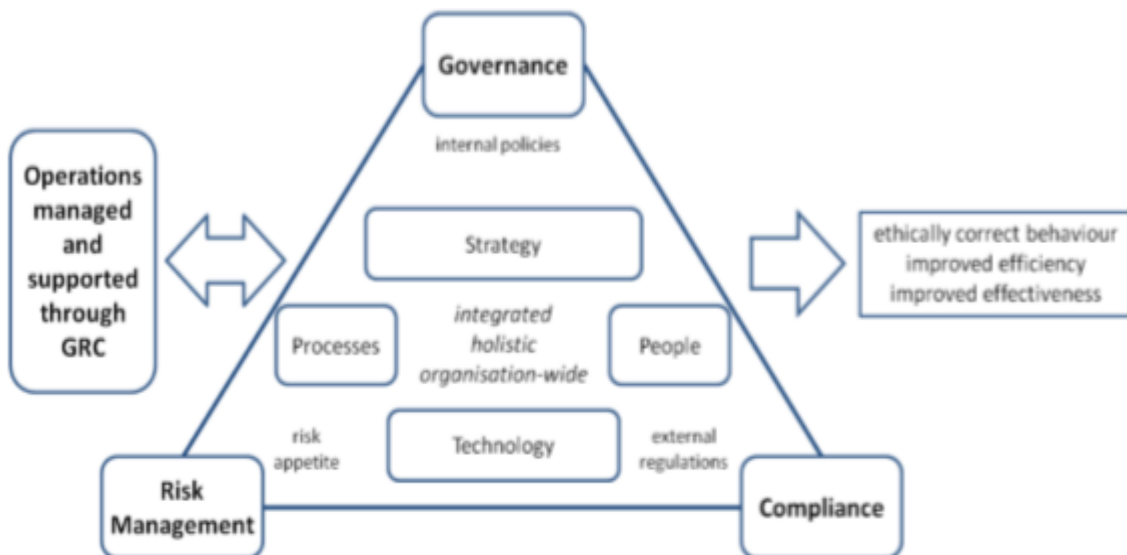 Governance
internal policies
Operations
managed
and
supported
through
GRC
Strategy
ethically correct behaviour
improved efficiency
improved effectiveness
Processes
integrated
holistic
organisation-wide
People
risk
appetite
Technology
external
regulations
Risk
Management
Compliance